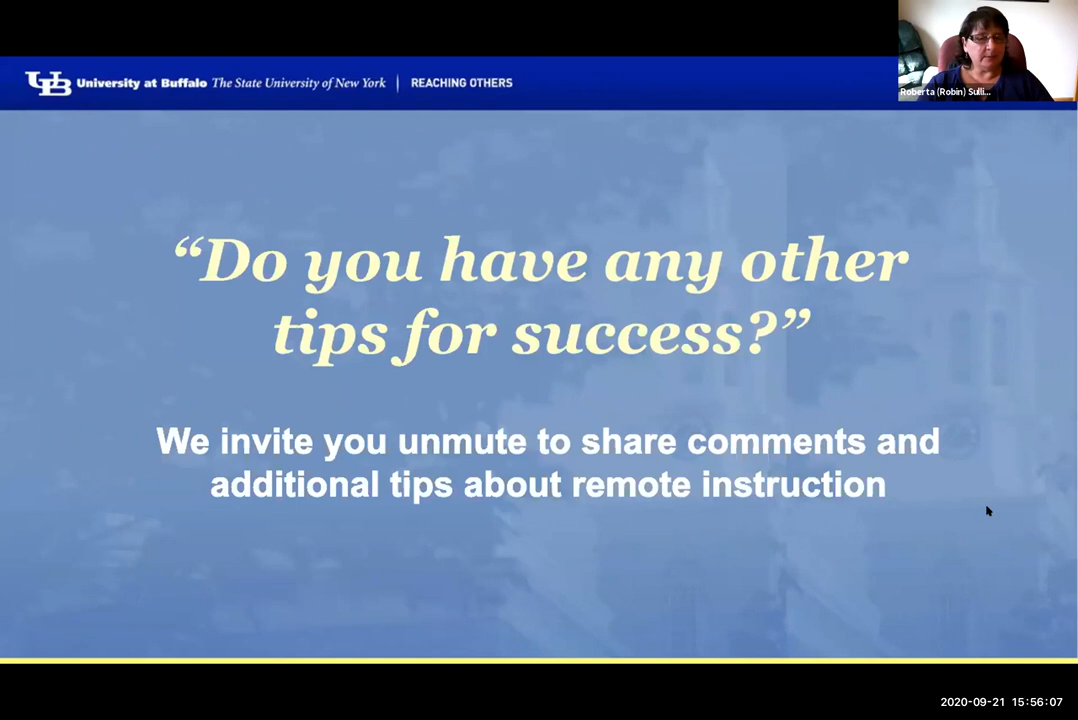 UB University at Buffalo The State University of New York | REACHING OTHERS
Roberta (Robin) Sulli...
“Do you have any other
tips for success?”
We invite you unmute to share comments and
additional tips about remote instruction
2020-09-21 15:56:07